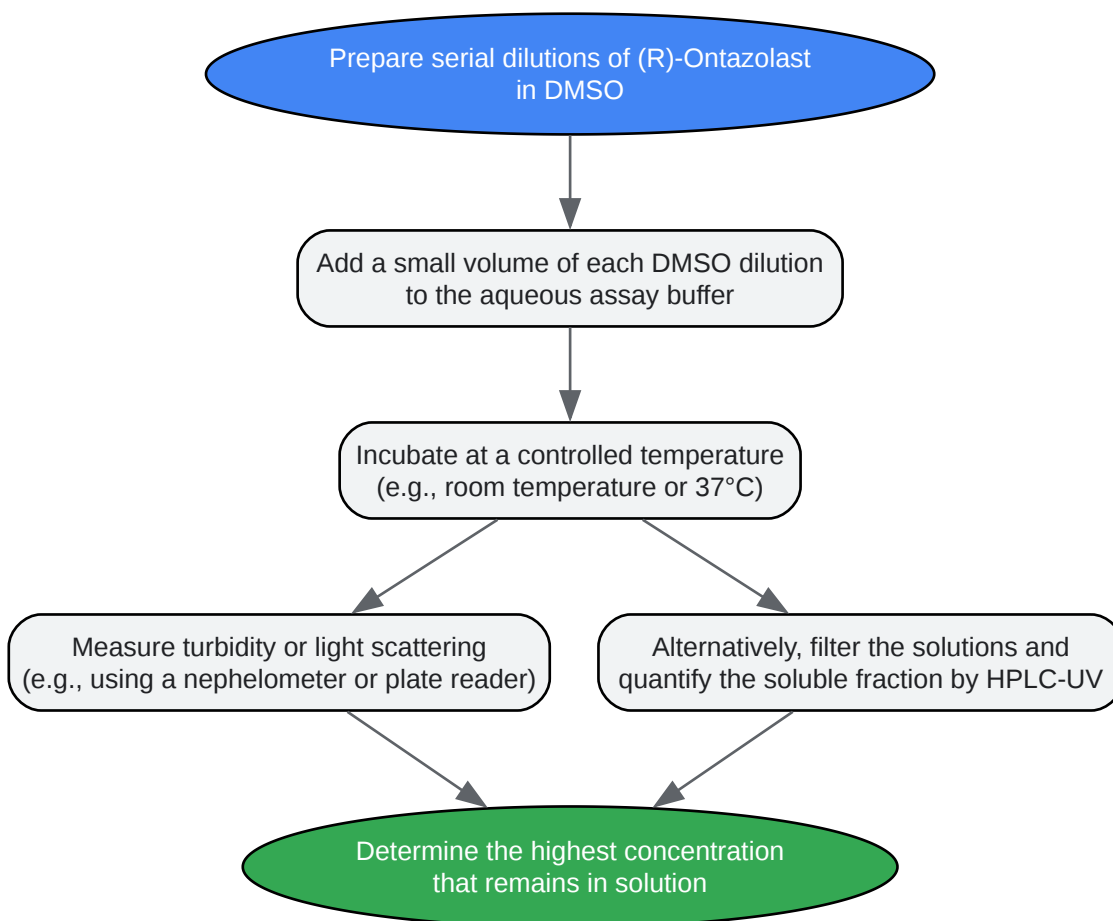 Prepare serial dilutions of (R)-Ontazolast
in DMSO
Add a small volume of each DMSO dilution
to the aqueous assay buffer
Incubate at a controlled temperature
(e.g., room temperature or 37°C)
Measure turbidity or light scattering
(e.g., using a nephelometer or plate reader)
Alternatively, filter the solutions and
quantify the soluble fraction by HPLC-UV
Determine the highest concentration
that remains in solution